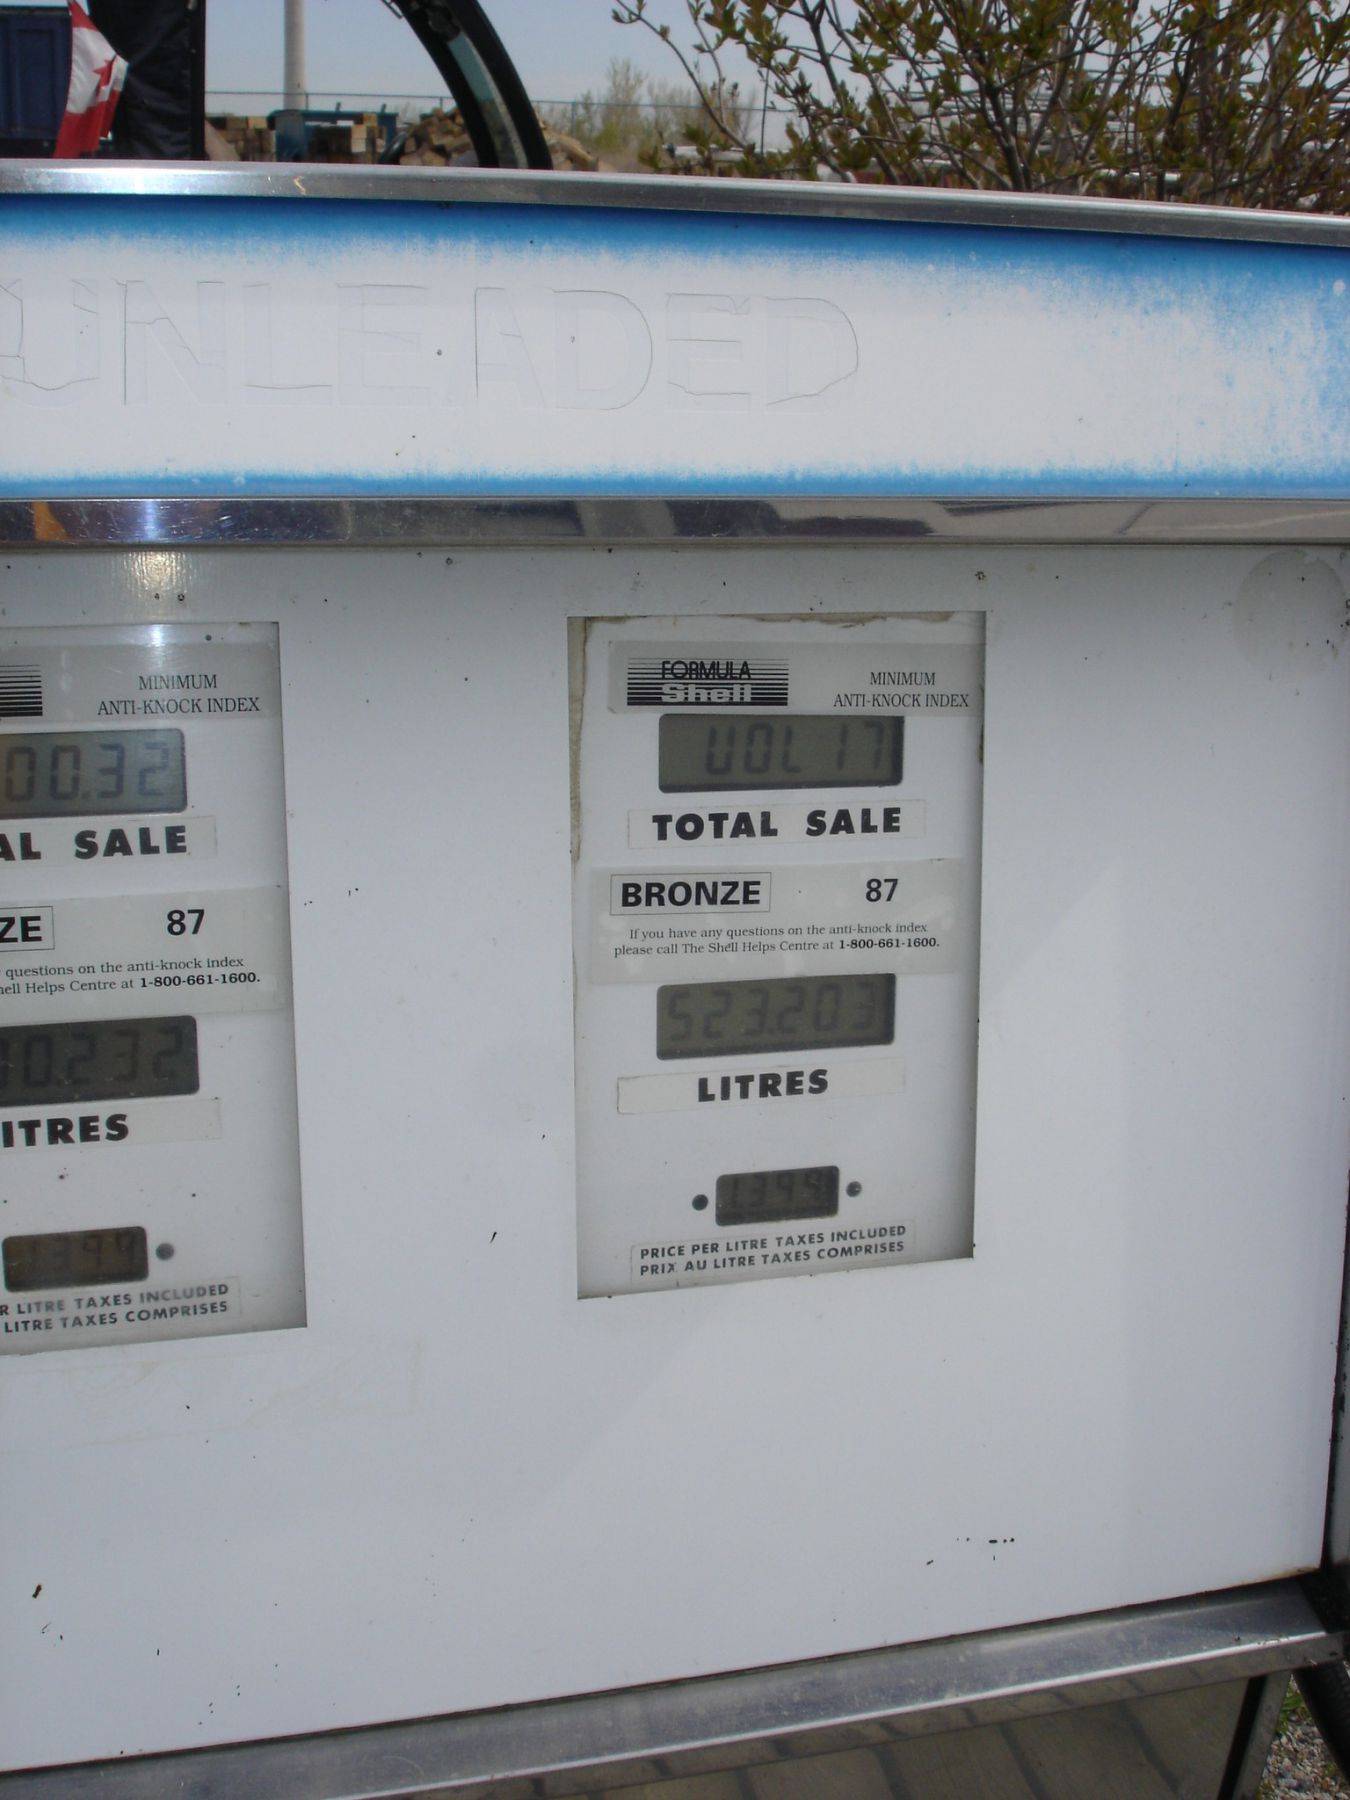 UNLEADED
MINIMUM
ANTI-KNOCK INDEX
00.32
AL SALE
ZE 87
questions on the anti-knock index
ell Helps Centre at 1-800-661-1600.
00.232
ITRES
R LITRE TAXES INCLUDED
LITRE TAXES COMPRISES
FORMULA
Shell
MINIMUM
ANTI-KNOCK INDEX
VOL 17
TOTAL SALE
BRONZE 87
If you have any questions on the anti-knock index
please call The Shell Helps Centre at 1-800-661-1600.
523.203
LITRES
PRICE PER LITRE TAXES INCLUDED
PRIX AU LITRE TAXES COMPRISES